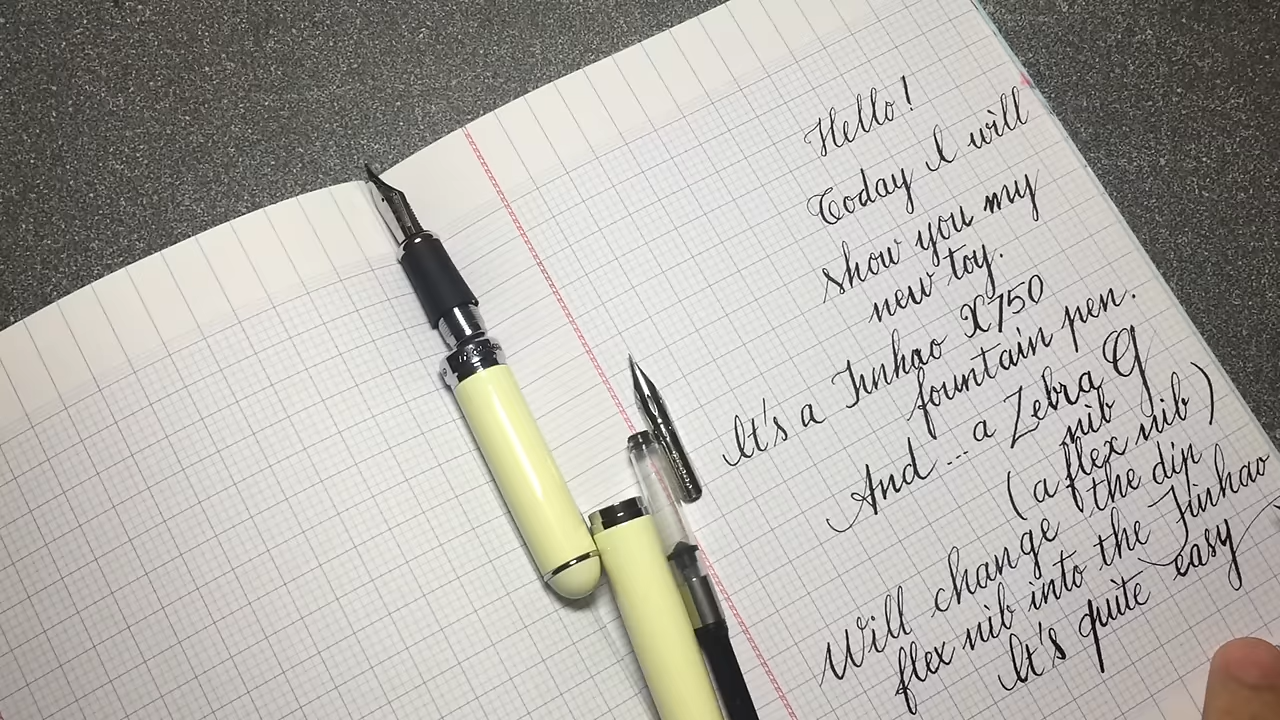 Hello!
Today I will
show you my
new toy.
It's a Jinhao X750
fountain pen.
And ... a Zebra G
nib
(a flex nib)
Will change the dip
flex nib into the Jinhao
It's quite easy